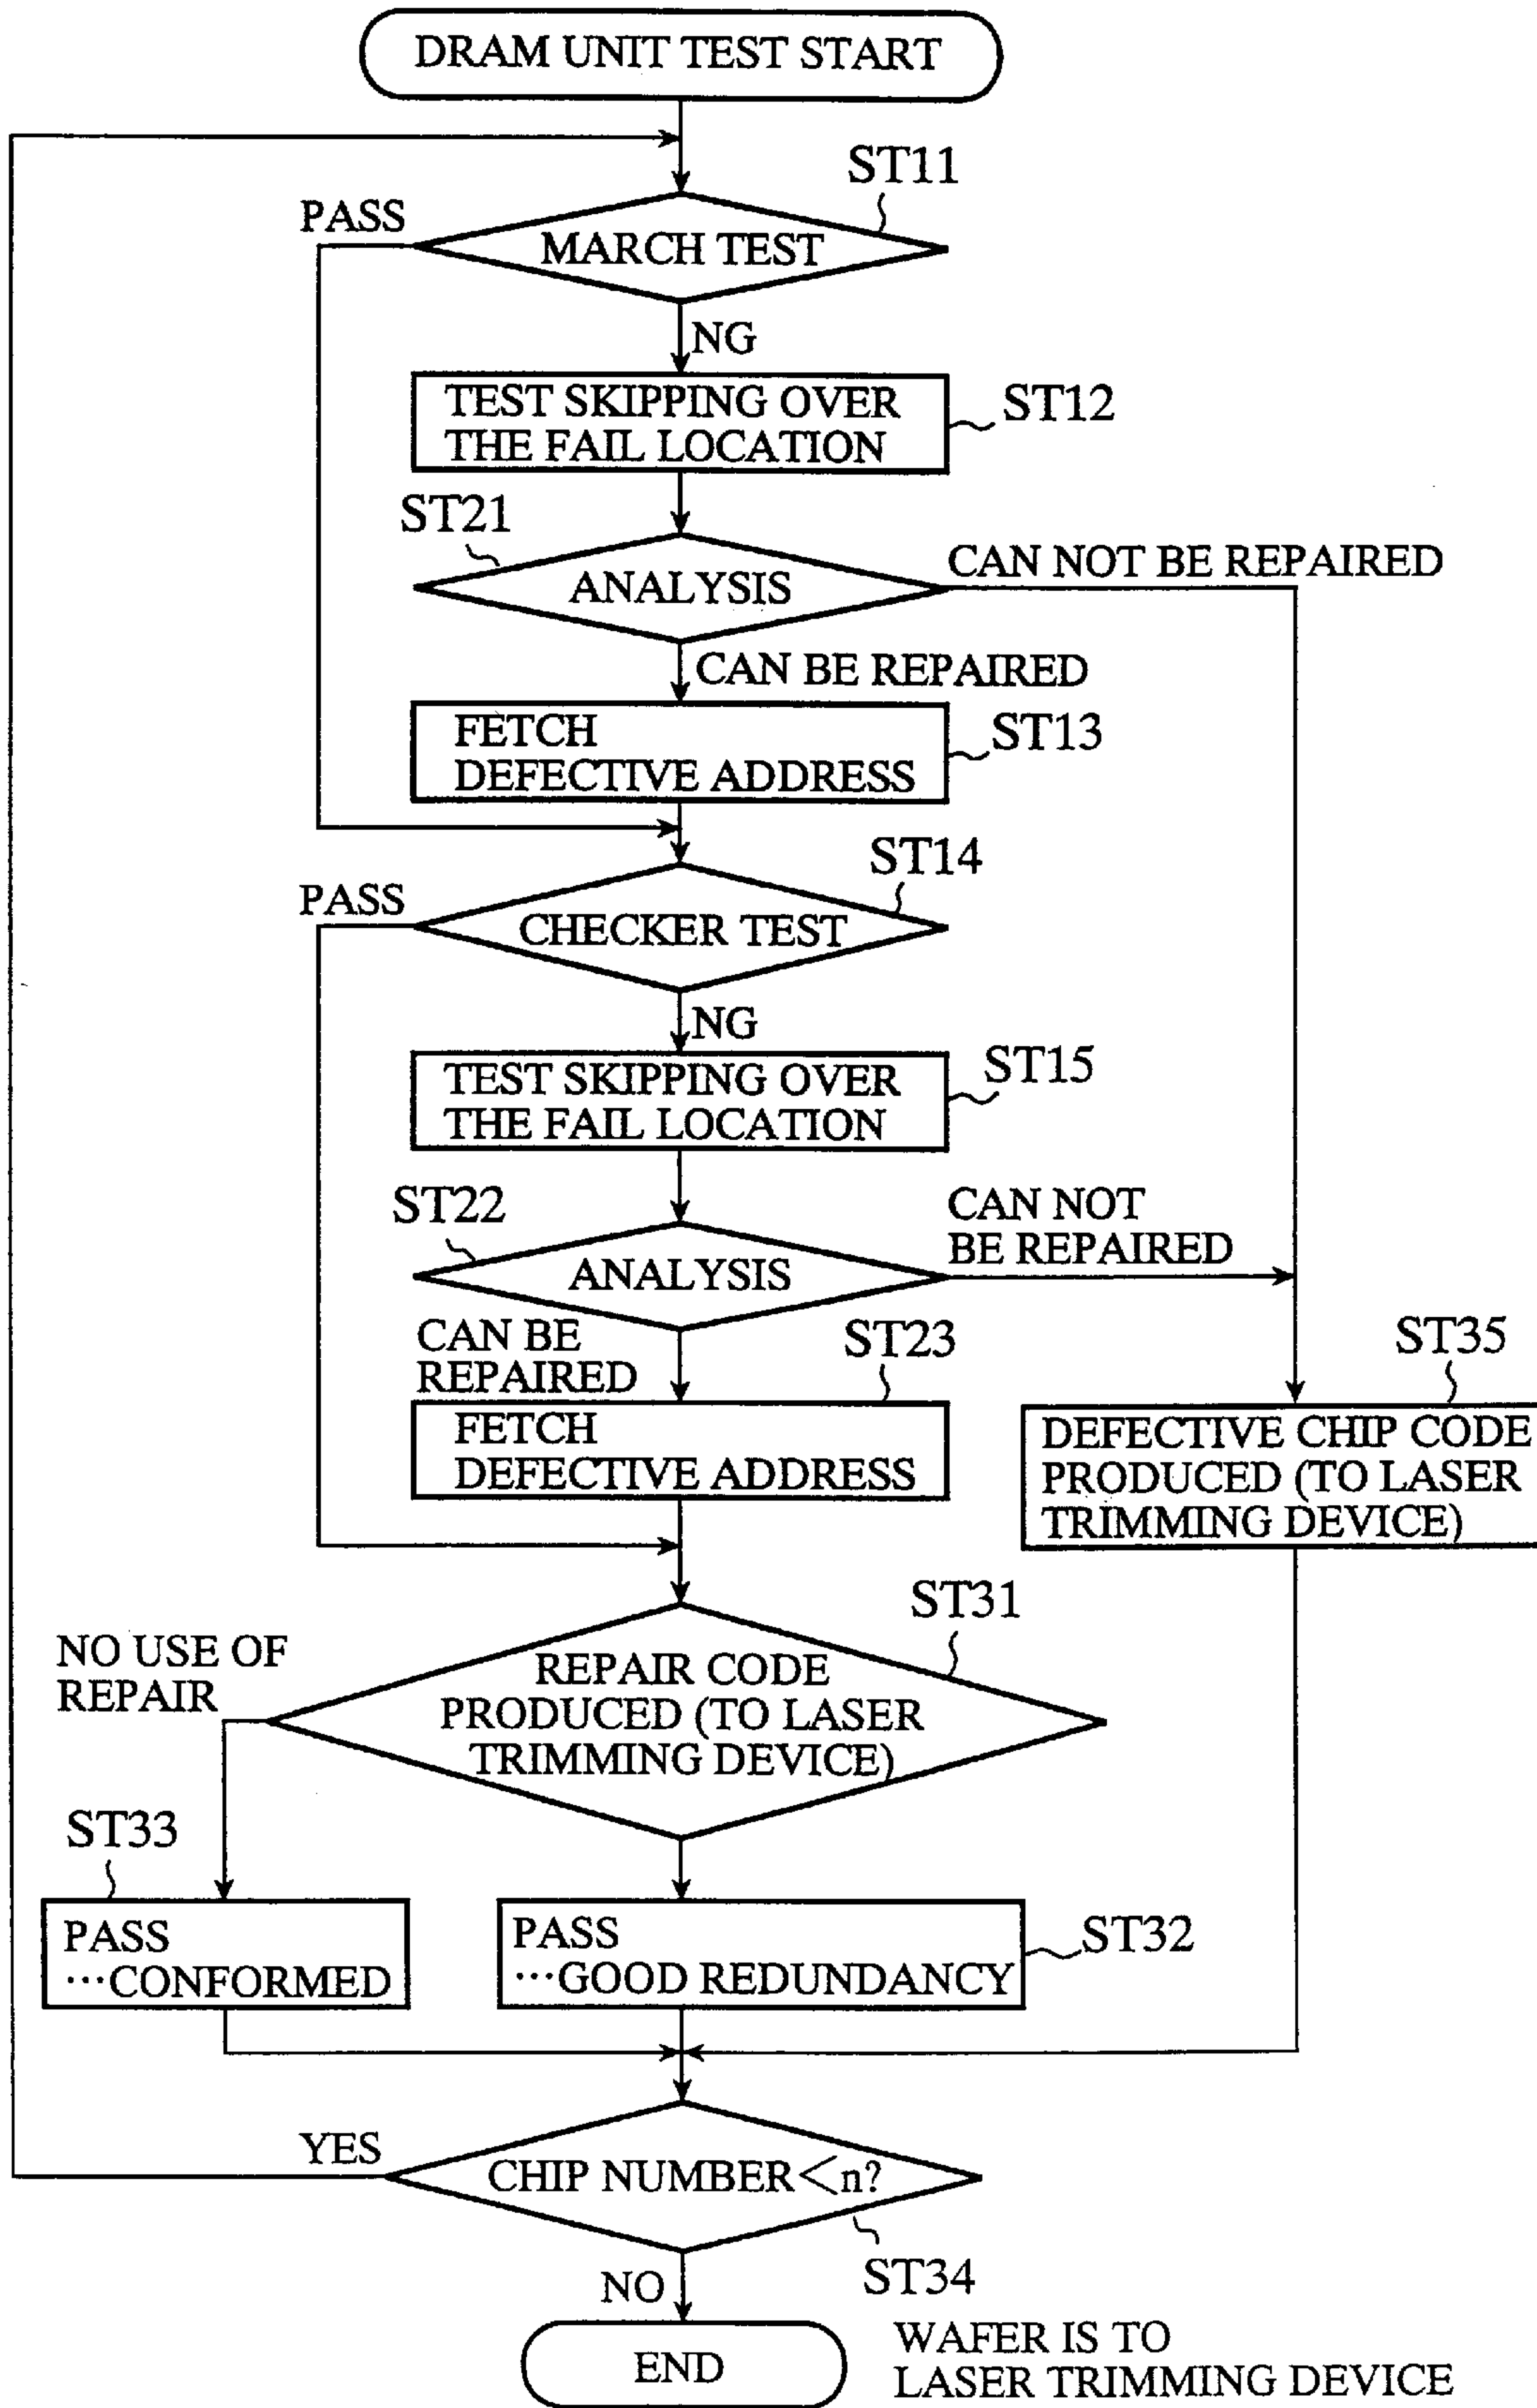 DRAM UNIT TEST START
ST11
PASS
MARCH TEST
NG
TEST SKIPPING OVER
THE FAIL LOCATION
ST12
ST21
ANALYSIS
CAN NOT BE REPAIRED
CAN BE REPAIRED
FETCH
DEFECTIVE ADDRESS
ST13
ST14
PASS
CHECKER TEST
NG
TEST SKIPPING OVER
THE FAIL LOCATION
ST15
ST22
ANALYSIS
CAN NOT
BE REPAIRED
CAN BE
REPAIRED
ST23
FETCH
DEFECTIVE ADDRESS
ST35
DEFECTIVE CHIP CODE
PRODUCED (TO LASER
TRIMMING DEVICE)
ST31
NO USE OF
REPAIR
REPAIR CODE
PRODUCED (TO LASER
TRIMMING DEVICE)
ST33
PASS
···CONFORMED
PASS
···GOOD REDUNDANCY
ST32
YES
CHIP NUMBER<n?
ST34
NO
END
WAFER IS TO
LASER TRIMMING DEVICE